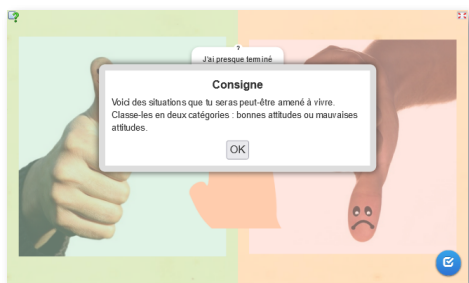 ?
J'ai presque terminé
Consigne
Voici des situations que tu seras peut-être amené à vivre.
Classe-les en deux catégories : bonnes attitudes ou mauvaises
attitudes.
OK